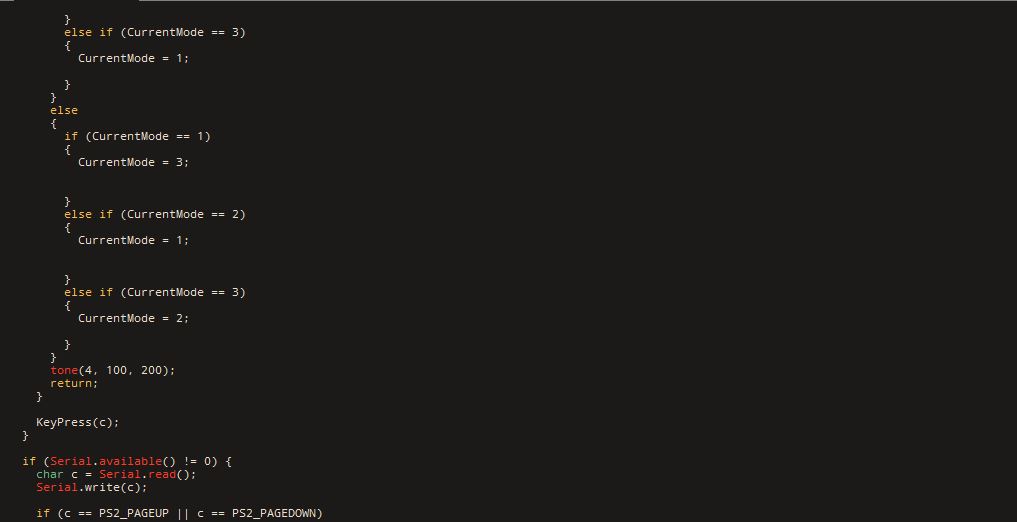 }
else if (CurrentMode == 3)
{
CurrentMode = 1;
}
}
else
{
if (CurrentMode == 1)
{
CurrentMode = 3;
}
else if (CurrentMode == 2)
{
CurrentMode = 1;
}
else if (CurrentMode == 3)
{
CurrentMode = 2;
}
}
tone(4, 100, 200);
return;
}
KeyPress(c);
}
if (Serial.available() != 0) {
char c = Serial.read();
Serial.write(c);
if (c == PS2_PAGEUP || c == PS2_PAGEDOWN)